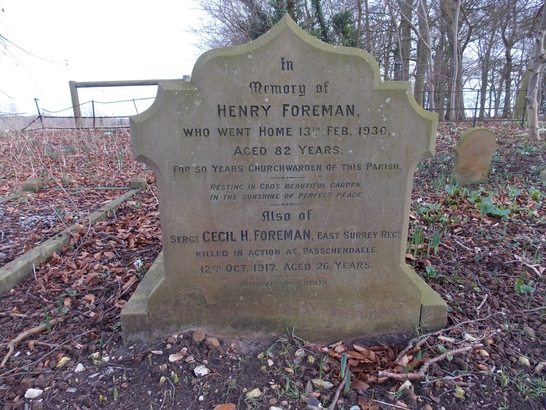 In
Memory of
HENRY FOREMAN,
WHO WENT HOME 13TH FEB. 1936,
AGED 82 YEARS.
FOR 50 YEARS CHURCHWARDEN OF THIS PARISH.
RESTING IN GOD'S BEAUTIFUL GARDEN,
IN THE SUNSHINE OF PERFECT PEACE.
Also of
SERGT CECIL H. FOREMAN, EAST SURREY REGT
KILLED IN ACTION AT PASSCHENDAELE,
12TH OCT. 1917. AGED 26 YEARS.
FAITHFUL UNTO DEATH.